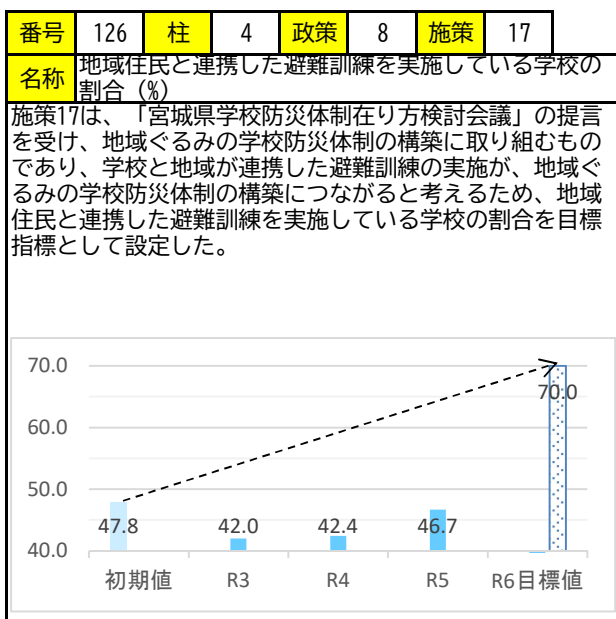 番号 126 柱 4 政策 8 施策 17
名称 地域住民と連携した避難訓練を実施している学校の
割合（%）
施策17は、「宮城県学校防災体制在り方検討会議」の提言
を受け、地域ぐるみの学校防災体制の構築に取り組むもの
であり、学校と地域が連携した避難訓練の実施が、地域ぐ
るみの学校防災体制の構築につながると考えるため、地域
住民と連携した避難訓練を実施している学校の割合を目標
指標として設定した。
70.0
60.0
50.0
40.0
47.8 42.0 42.4 46.7 70.0
初期値 R3 R4 R5 R6目標値